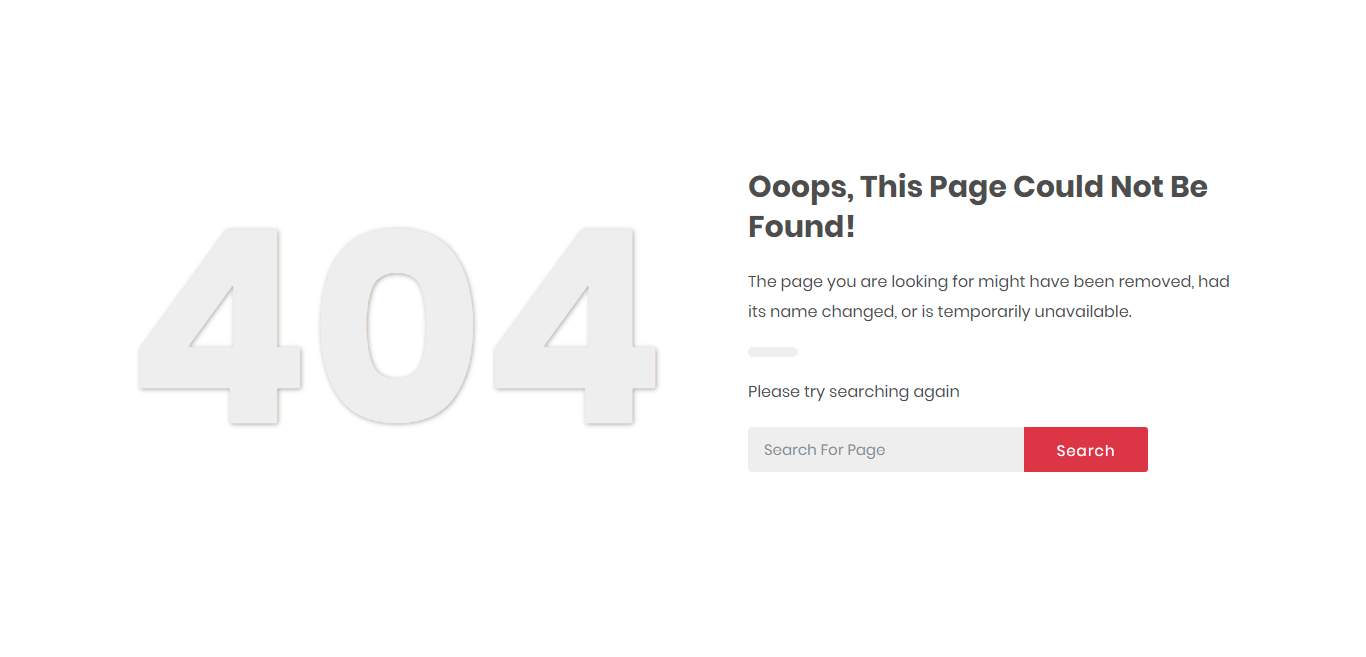 404
Ooops, This Page Could Not Be
Found!
The page you are looking for might have been removed, had
its name changed, or is temporarily unavailable.
Please try searching again
Search For Page
Search